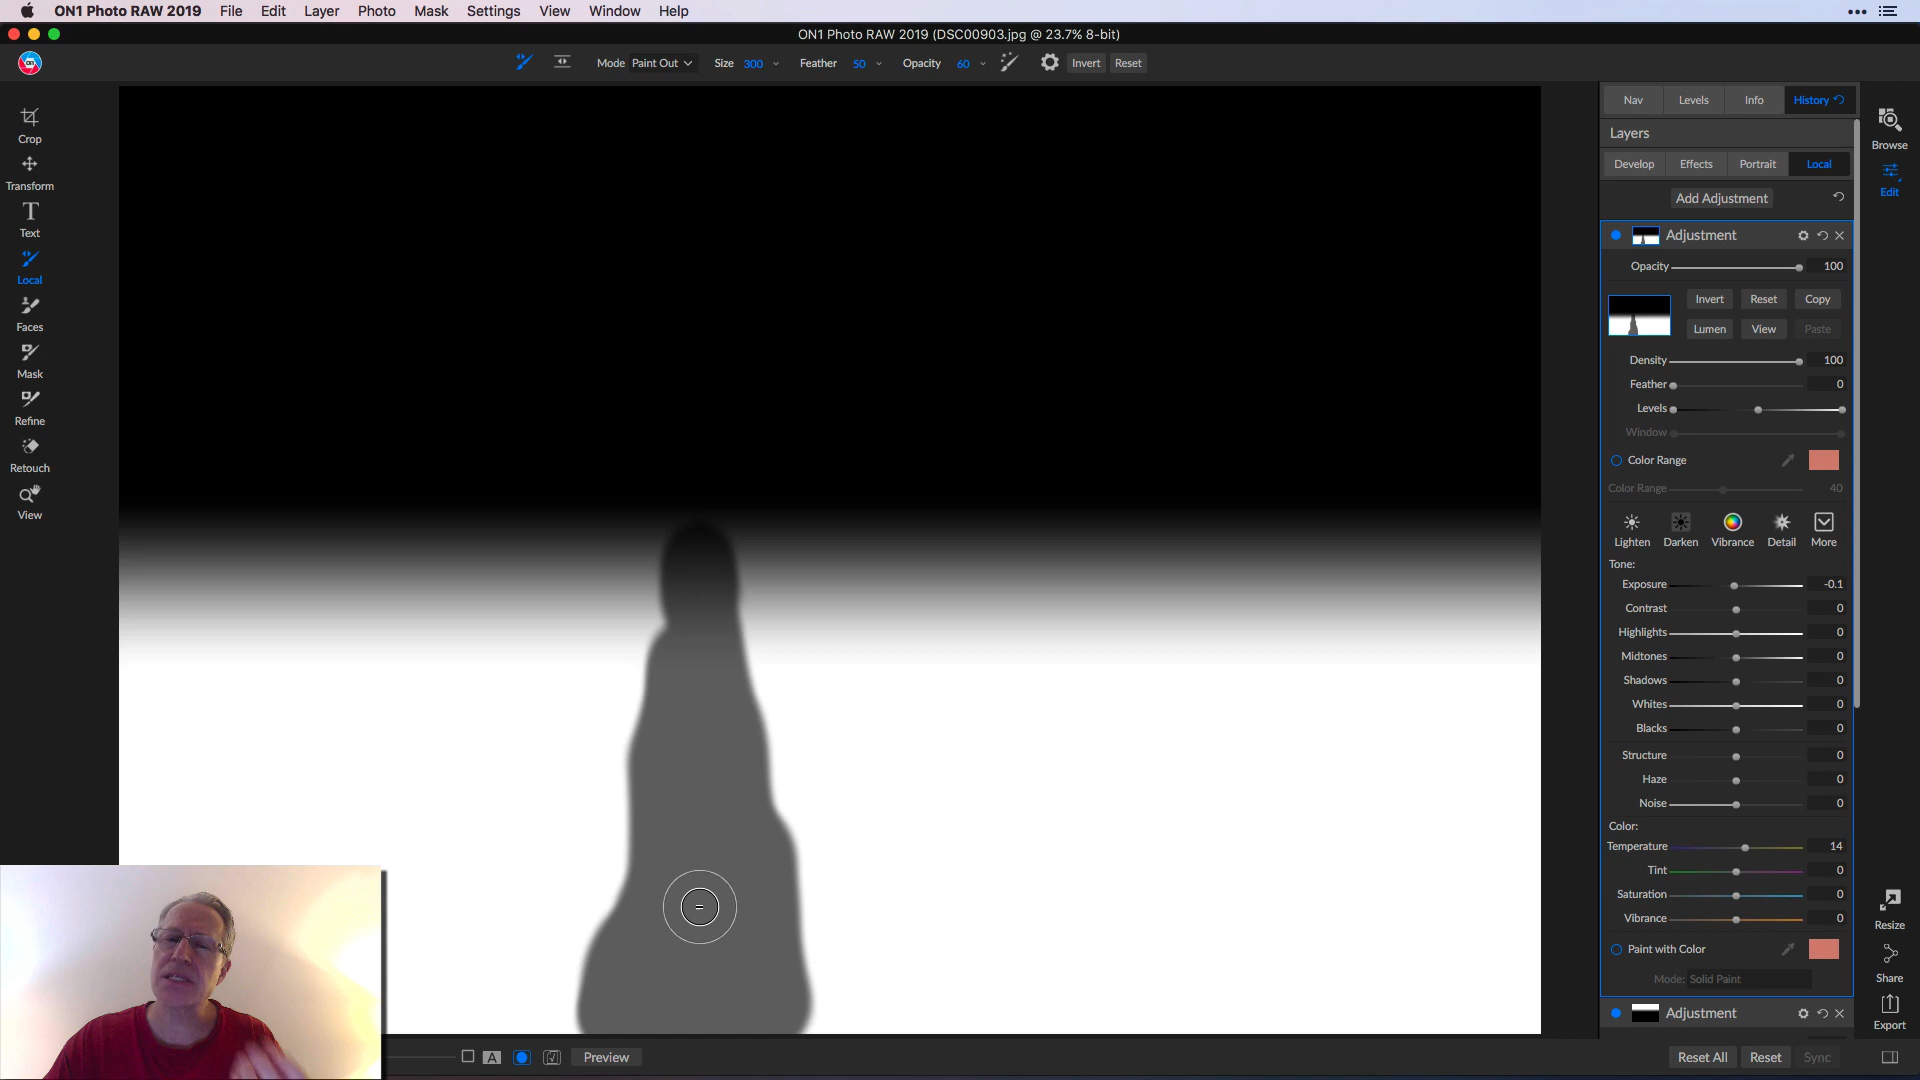 ON1 Photo RAW 2019 File Edit Layer Photo Mask Settings View Window Help
ON1 Photo RAW 2019 (DSC00903.jpg @ 23.7% 8-bit)
ON1 Mode Paint Out Size 300 Feather 50 Opacity 60 Invert Reset
Crop
Transform
Text
Local
Faces
Mask
Refine
Retouch
View
Nav Levels Info History
Layers
Develop Effects Portrait Local
Add Adjustment
Adjustment
Opacity 100
Invert Reset Copy
Lumen View Paste
Density 100
Feather 0
Levels
Window
Color Range
Color Range 40
Lighten Darken Vibrance Detail More
Tone:
Exposure -0.1
Contrast 0
Highlights 0
Midtones 0
Shadows 0
Whites 0
Blacks 0
Structure 0
Haze 0
Noise 0
Color:
Temperature 14
Tint 0
Saturation 0
Vibrance 0
Paint with Color
Mode: Solid Paint
Adjustment
Browse
Edit
Resize
Share
Export
A Preview
Reset All Reset Sync